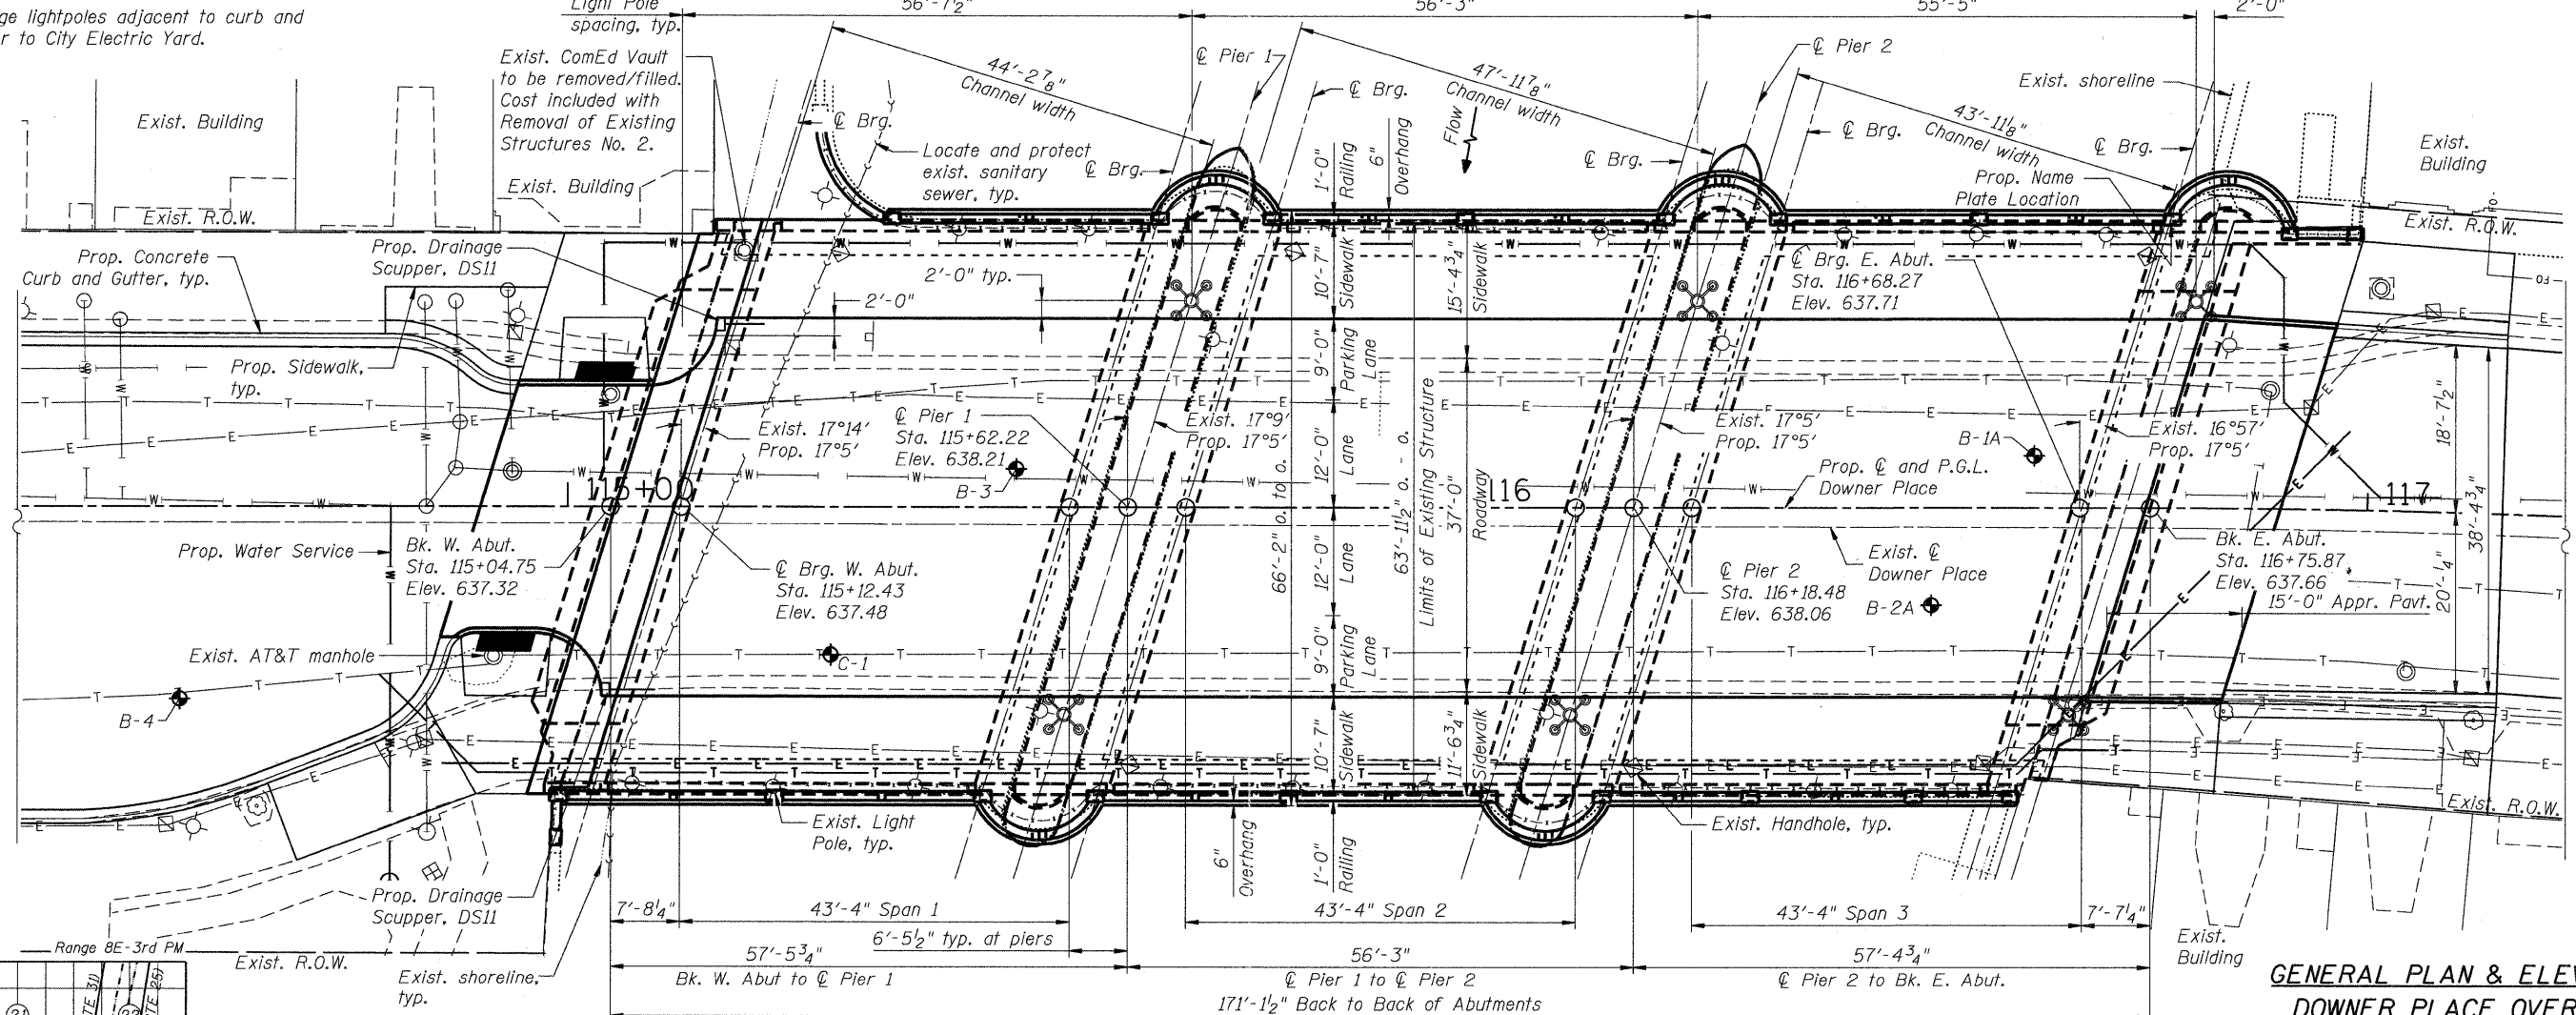 ge lightpoles adjacent to curb and
r to City Electric Yard.
Light Pole
spacing, typ.
56'-7½"
56'-3"
55'-5"
2'-0"
Exist. ComEd Vault
to be removed/filled.
Cost included with
Removal of Existing
Structures No. 2.
44'-2⅞"
Channel width
℄ Pier 1
47'-11⅞"
Channel width
℄ Pier 2
43'-11⅛"
Channel width
Exist. shoreline
Exist. Building
Exist. Building
℄ Brg.
Locate and protect
exist. sanitary
sewer, typ.
℄ Brg.
℄ Brg.
1'-0"
Railing
6"
Overhang
Flow
℄ Brg.
℄ Brg.
℄ Brg.
Prop. Name
Plate Location
Exist.
Building
Exist. R.O.W.
Exist. R.O.W.
Prop. Concrete
Curb and Gutter, typ.
Prop. Drainage
Scupper, DS11
2'-0" typ.
2'-0"
10'-7"
Sidewalk
15'-4¾"
Sidewalk
℄ Brg. E. Abut.
Sta. 116+68.27
Elev. 637.71
FO
FO
Prop. Sidewalk,
typ.
9'-0"
Parking
Lane
℄ Pier 1
Sta. 115+62.22
Elev. 638.21
Exist. 17°14'
Prop. 17°5'
Exist. 17°9'
Prop. 17°5'
Exist. 17°5'
Prop. 17°5'
Exist. 16°57'
Prop. 17°5'
B-3
B-1A
12'-0"
Lane
66'-2" o. to o.
63'-11½" o. - o.
Limits of Existing Structure
37'-0"
Roadway
Prop. ℄ and P.G.L.
Downer Place
18'-7½"
38'-4¾"
20'-¼"
115+00
116
117
Prop. Water Service
Bk. W. Abut.
Sta. 115+04.75
Elev. 637.32
℄ Brg. W. Abut.
Sta. 115+12.43
Elev. 637.48
12'-0"
Lane
℄ Pier 2
Sta. 116+18.48
Elev. 638.06
Exist. ℄
Downer Place
B-2A
Bk. E. Abut.
Sta. 116+75.87
Elev. 637.66
15'-0" Appr. Pavt.
Exist. AT&T manhole
C-1
B-4
9'-0"
Parking
Lane
10'-7"
Sidewalk
11'-6¾"
Sidewalk
Exist. Light
Pole, typ.
6"
Overhang
1'-0"
Railing
Exist. Handhole, typ.
Exist. R.O.W.
Prop. Drainage
Scupper, DS11
7'-8¼"
43'-4" Span 1
43'-4" Span 2
43'-4" Span 3
7'-7¼"
6'-5½" typ. at piers
Range 8E-3rd PM
Exist. R.O.W.
Exist. shoreline,
typ.
57'-5¾"
Bk. W. Abut to ℄ Pier 1
56'-3"
℄ Pier 1 to ℄ Pier 2
57'-4¾"
℄ Pier 2 to Bk. E. Abut.
Exist.
Building
171'-1½" Back to Back of Abutments
GENERAL PLAN & ELE
DOWNER PLACE OVER